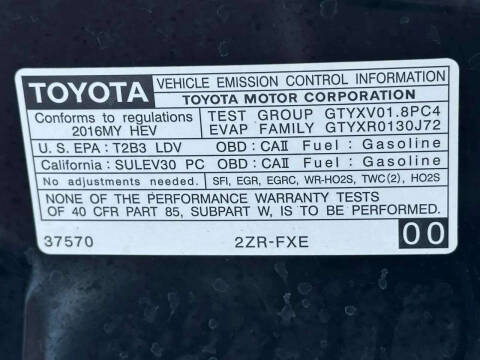 TOYOTA VEHICLE EMISSION CONTROL INFORMATION
TOYOTA MOTOR CORPORATION
Conforms to regulations
2016MY HEV
TEST GROUP GTYXV01.8PC4
EVAP FAMILY GTYXR0130J72
U.S. EPA : T2B3 LDV OBD : CAⅡ Fuel : Gasoline
California : SULEV30 PC OBD : CAⅡ Fuel : Gasoline
No adjustments needed. SFI, EGR, EGRC, WR-HO2S, TWC(2), HO2S
NONE OF THE PERFORMANCE WARRANTY TESTS
OF 40 CFR PART 85, SUBPART W, IS TO BE PERFORMED.
37570 2ZR-FXE 00